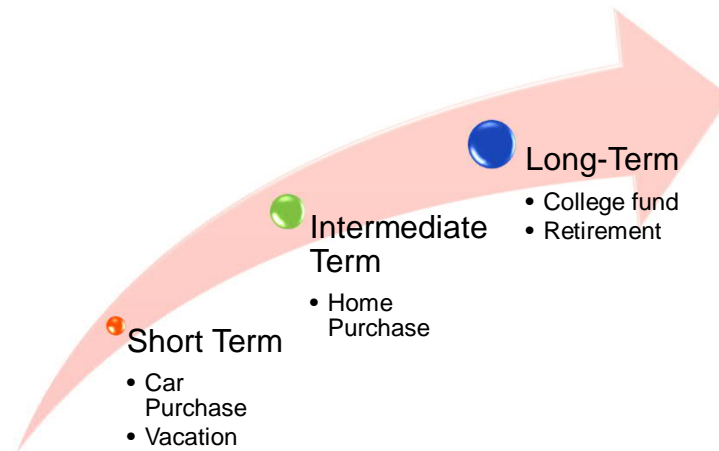 Short Term
• Car
Purchase
• Vacation
Intermediate
Term
• Home
Purchase
Long-Term
• College fund
• Retirement